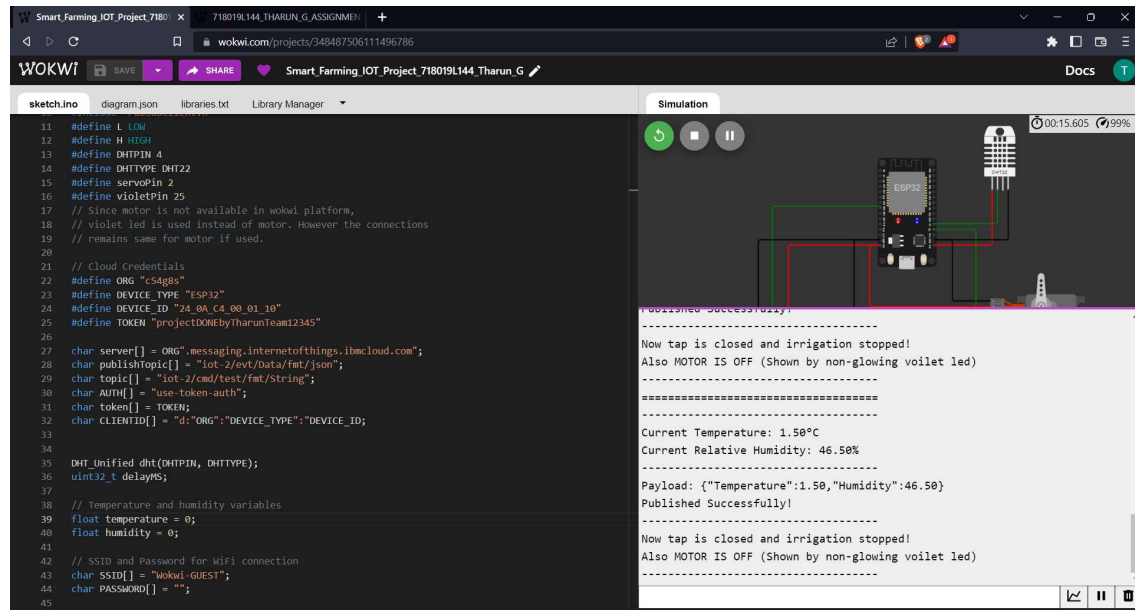 Smart_Farming_IOT_Project_7180 718019L144_THARUN_G_ASSIGNMEN
wokwi.com/projects/348487506111496786
WOKWi SAVE SHARE Smart_Farming_IOT_Project_718019L144_Tharun_G Docs T
sketch.ino diagram.json libraries.txt Library Manager
11 #define L LOW
12 #define H HIGH
13 #define DHTPIN 4
14 #define DHTTYPE DHT22
15 #define servoPin 2
16 #define violetPin 25
17 // Since motor is not available in wokwi platform,
18 // violet led is used instead of motor. However the connections
19 // remains same for motor if used.
20
21 // Cloud Credentials
22 #define ORG "c54g8s"
23 #define DEVICE_TYPE "ESP32"
24 #define DEVICE_ID "24_0A_C4_00_01_10"
25 #define TOKEN "projectDONEbyTharunTeam12345"
26
27 char server[] = ORG".messaging.internetofthings.ibmcloud.com";
28 char publishTopic[] = "iot-2/evt/Data/fmt/json";
29 char topic[] = "iot-2/cmd/test/fmt/String";
30 char AUTH[] = "use-token-auth";
31 char token[] = TOKEN;
32 char CLIENTID[] = "d:"ORG":"DEVICE_TYPE":"DEVICE_ID;
33
34
35 DHT_Unified dht(DHTPIN, DHTTYPE);
36 uint32_t delayMS;
37
38 // Temperature and humidity variables
39 float temperature = 0;
40 float humidity = 0;
41
42 // SSID and Password for WiFi connection
43 char SSID[] = "Wokwi-GUEST";
44 char PASSWORD[] = "";
45
Simulation
00:15.605 99%
ESP32
DHT22
Published Successfully!
------------------------------------
Now tap is closed and irrigation stopped!
Also MOTOR IS OFF (Shown by non-glowing voilet led)
------------------------------------
====================================
------------------------------------
Current Temperature: 1.50°C
Current Relative Humidity: 46.50%
------------------------------------
Payload: {"Temperature":1.50,"Humidity":46.50}
Published Successfully!
------------------------------------
Now tap is closed and irrigation stopped!
Also MOTOR IS OFF (Shown by non-glowing voilet led)
------------------------------------